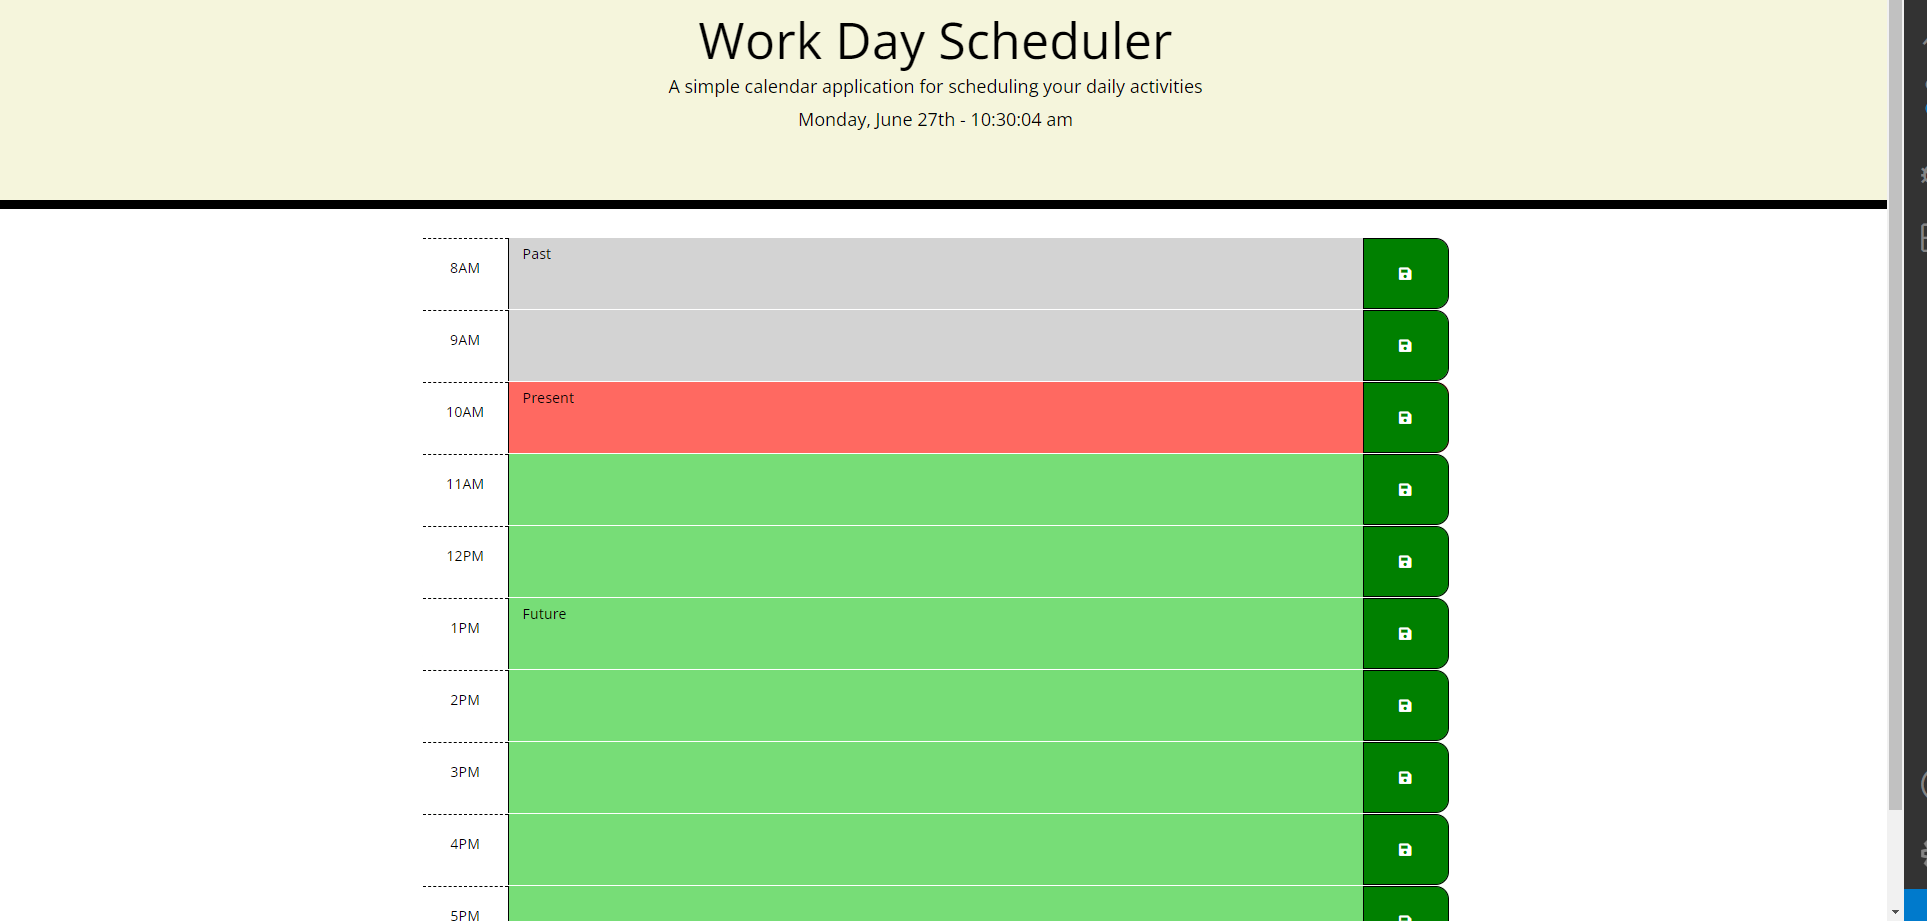 Work Day Scheduler
A simple calendar application for scheduling your daily activities
Monday, June 27th - 10:30:04 am
8AM
Past
9AM
10AM
Present
11AM
12PM
1PM
Future
2PM
3PM
4PM
5PM